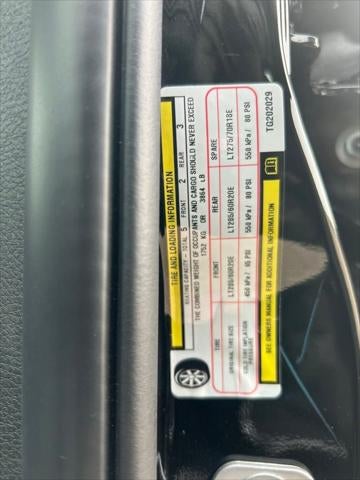 TIRE AND LOADING INFORMATION
SEATING CAPACITY - TOTAL 5 FRONT 2 REAR 3
THE COMBINED WEIGHT OF OCCUPANTS AND CARGO SHOULD NEVER EXCEED
1752 KG OR 3864 LB
TIRE FRONT REAR SPARE
ORIGINAL TIRE SIZE LT285/60R20E LT285/60R20E LT275/70R18E
COLD TIRE INFLATION PRESSURE 450 kPa / 65 PSI 550 kPa / 80 PSI 550 kPa / 80 PSI
SEE OWNERS MANUAL FOR ADDITIONAL INFORMATION
TG202029